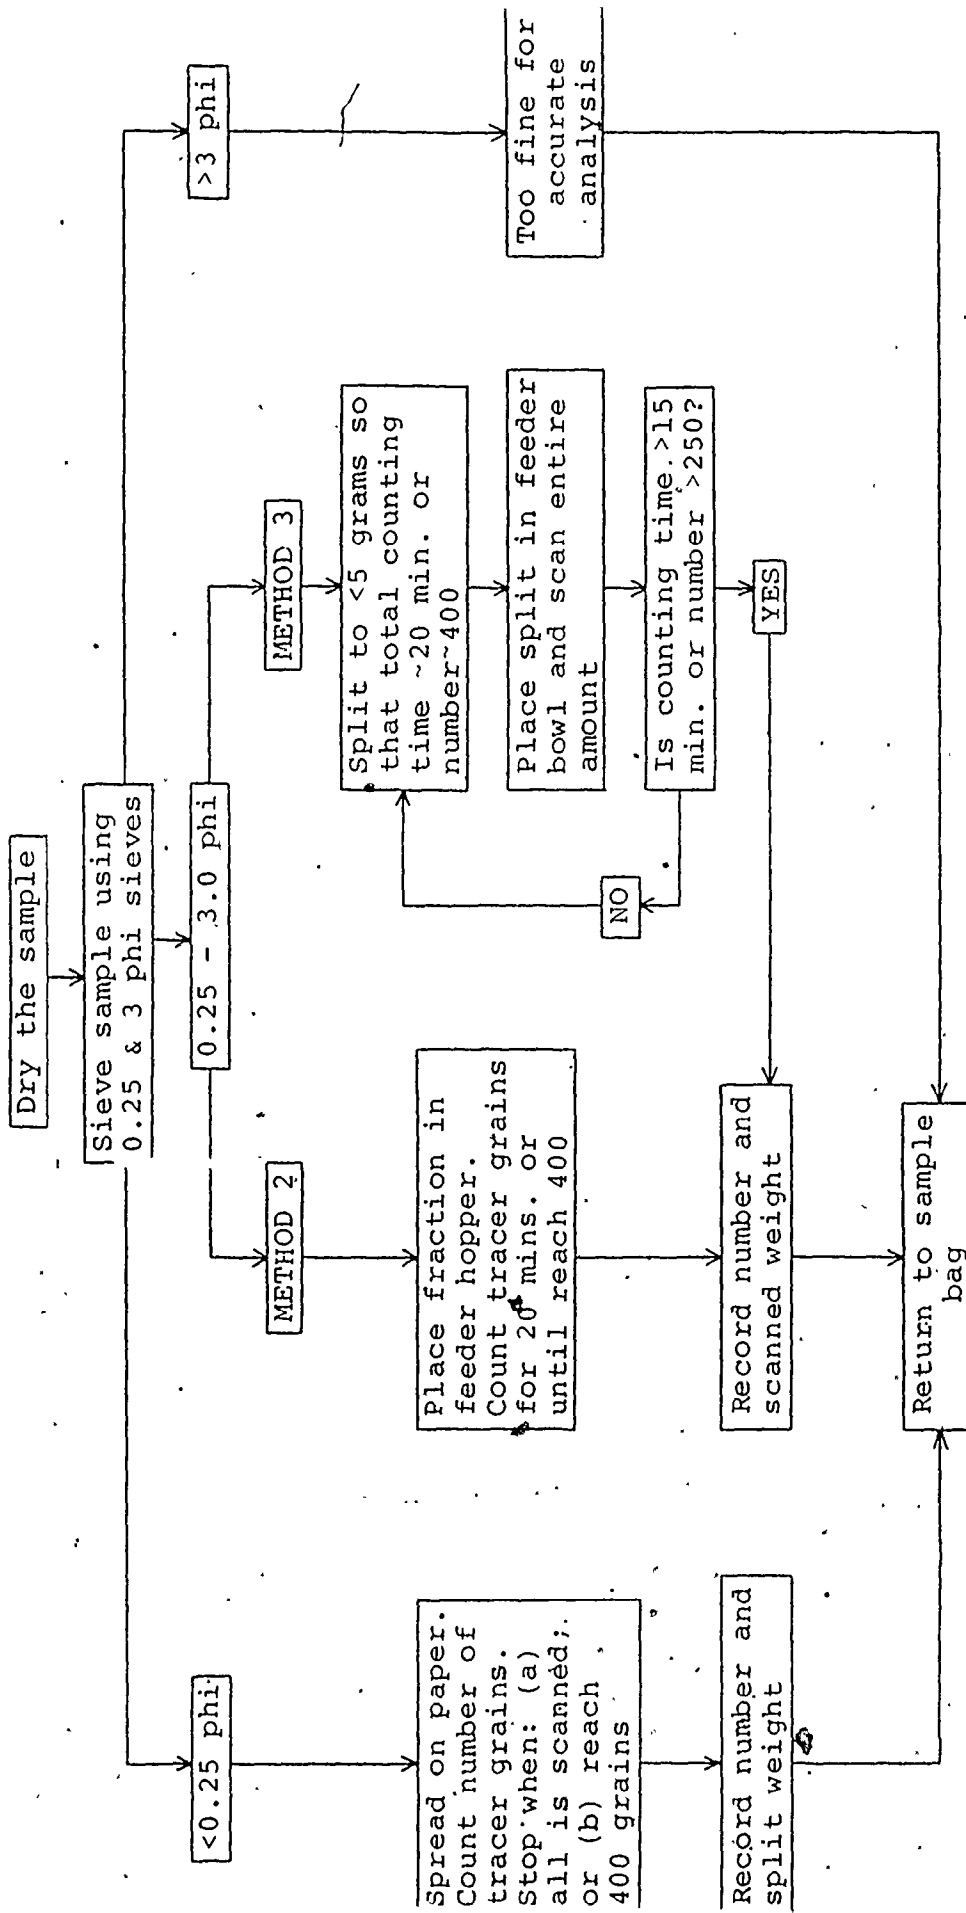 Dry the sample
Sieve sample using
0.25 & 3 phi sieves
<0.25 phi
0.25 - 3.0 phi
>3 phi
METHOD 2
METHOD 3
Spread on paper.
Count number of
tracer grains.
Stop when: (a)
all is scanned;
or (b) reach
400 grains
Place fraction in
feeder hopper.
Count tracer grains
for 20 mins. or
until reach 400
Split to <5 grams so
that total counting
time ~20 min. or
number~400
Too fine for
accurate
analysis
Place split in feeder
bowl and scan entire
amount
NO
Is counting time >15
min. or number >250?
YES
Record number and
split weight
Record number and
scanned weight
Return to sample
bag